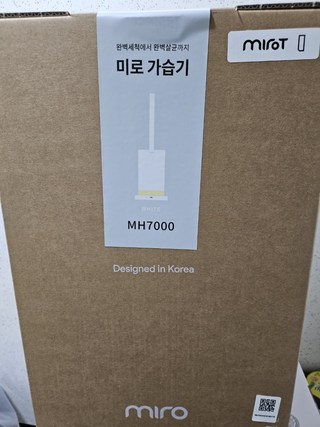 완벽세척에서 완벽살균까지
미로 가습기
miroT
MH7000
Designed in Korea
miro